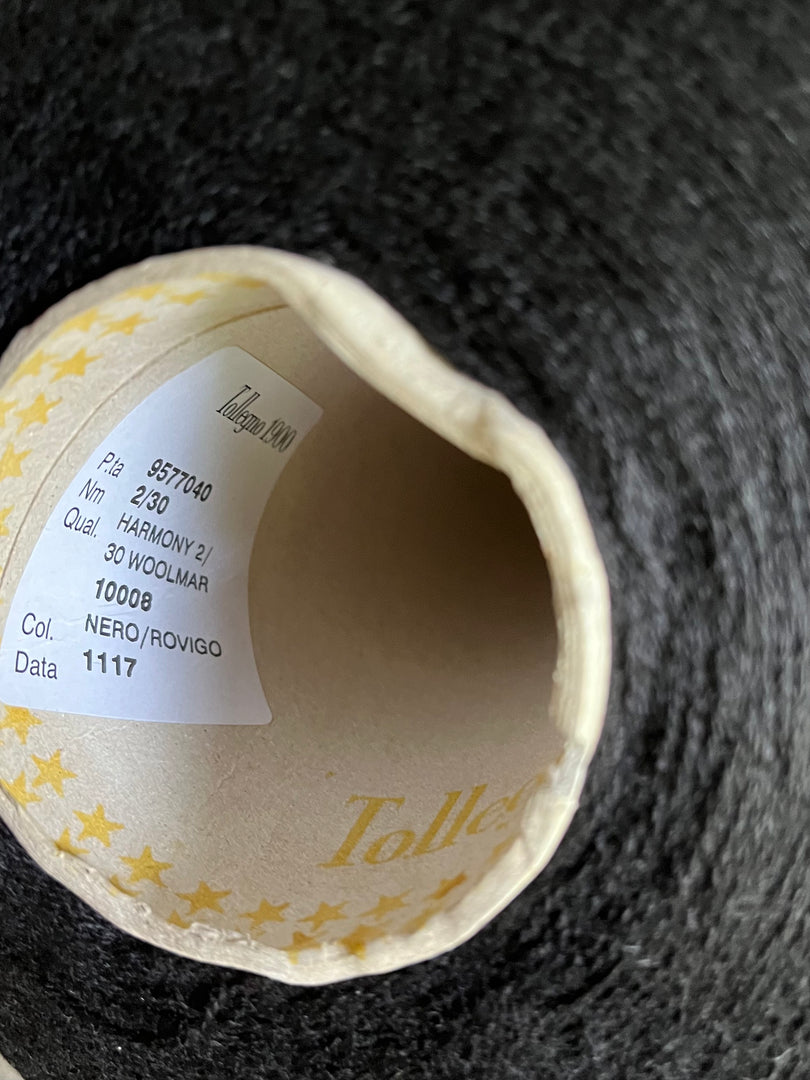 Tollegno 1900
P.ta 9577040
Nm 2/30
Qual. HARMONY 2/
30 WOOLMAR
10008
Col. NERO/ROVIGO
Data 1117